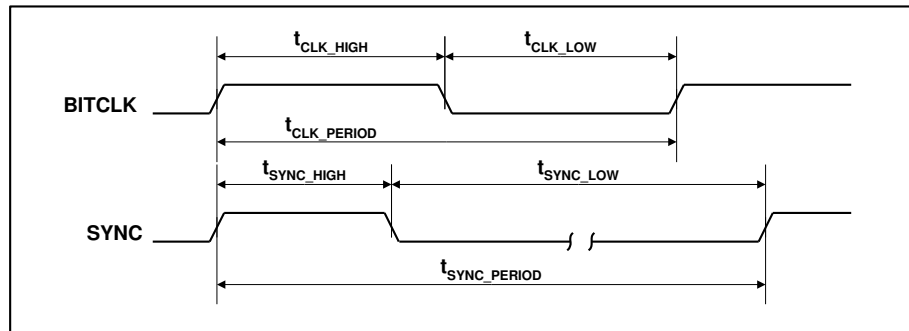 tCLK_HIGH tCLK_LOW
BITCLK
tCLK_PERIOD
tSYNC_HIGH tSYNC_LOW
SYNC
tSYNC_PERIOD